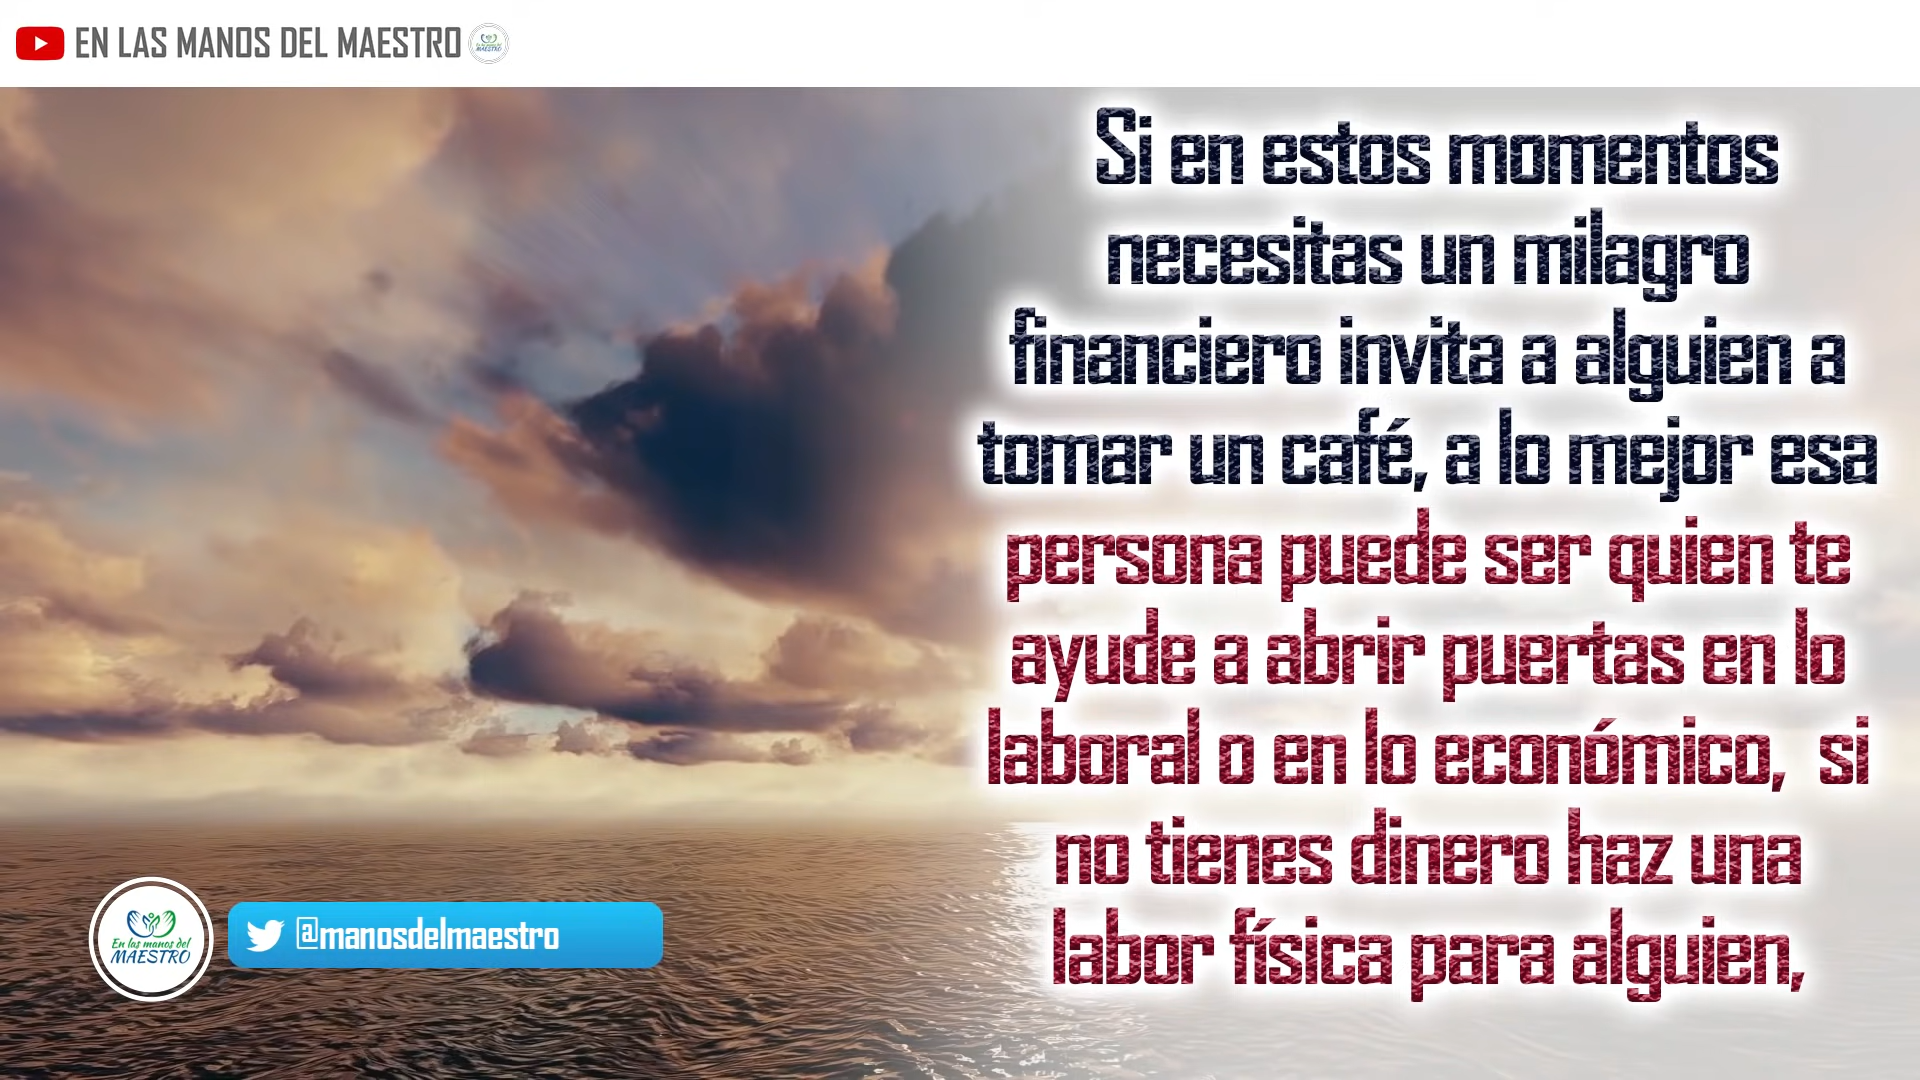 EN LAS MANOS DEL MAESTRO
Si en estos momentos
necesitas un milagro
financiero invita a alguien a
tomar un café, a lo mejor esa
persona puede ser quien te
ayude a abrir puertas en lo
laboral o en lo económico, si
no tienes dinero haz una
labor física para alguien,
En las manos del
MAESTRO
@manosdelmaestro